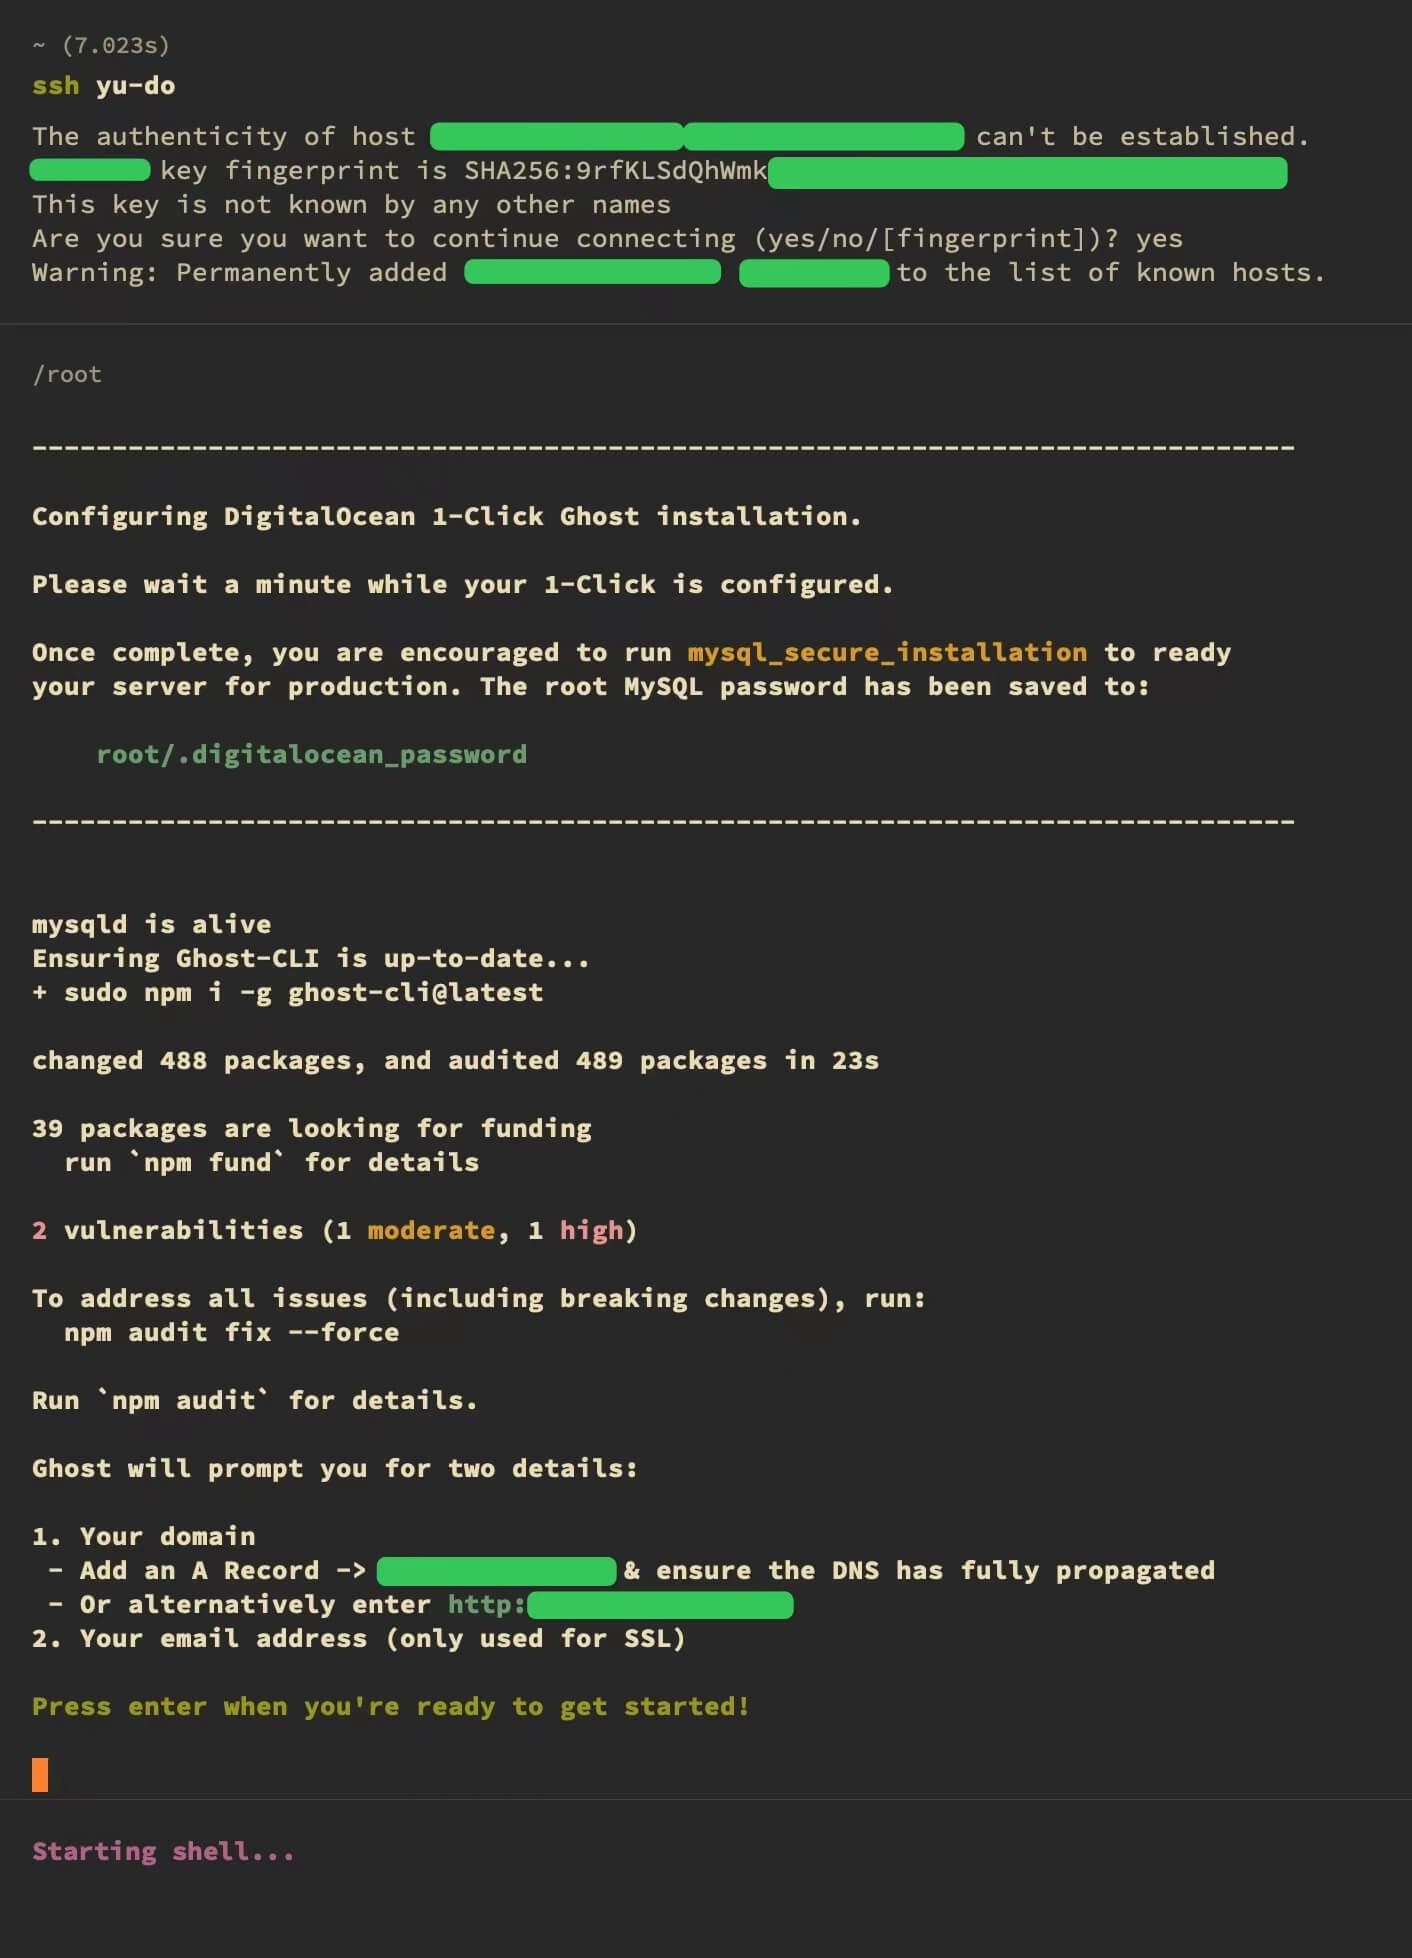 ~ (7.023s)
ssh yu-do
The authenticity of host can't be established.
key fingerprint is SHA256:9rfKLSdQhWmk
This key is not known by any other names
Are you sure you want to continue connecting (yes/no/[fingerprint])? yes
Warning: Permanently added to the list of known hosts.
/root
-------------------------------------------------------------------------------
Configuring DigitalOcean 1-Click Ghost installation.
Please wait a minute while your 1-Click is configured.
Once complete, you are encouraged to run mysql_secure_installation to ready
your server for production. The root MySQL password has been saved to:
root/.digitalocean_password
-------------------------------------------------------------------------------
mysqld is alive
Ensuring Ghost-CLI is up-to-date...
+ sudo npm i -g ghost-cli@latest
changed 488 packages, and audited 489 packages in 23s
39 packages are looking for funding
run `npm fund` for details
2 vulnerabilities (1 moderate, 1 high)
To address all issues (including breaking changes), run:
npm audit fix --force
Run `npm audit` for details.
Ghost will prompt you for two details:
1. Your domain
- Add an A Record -> & ensure the DNS has fully propagated
- Or alternatively enter http:
2. Your email address (only used for SSL)
Press enter when you're ready to get started!
Starting shell...